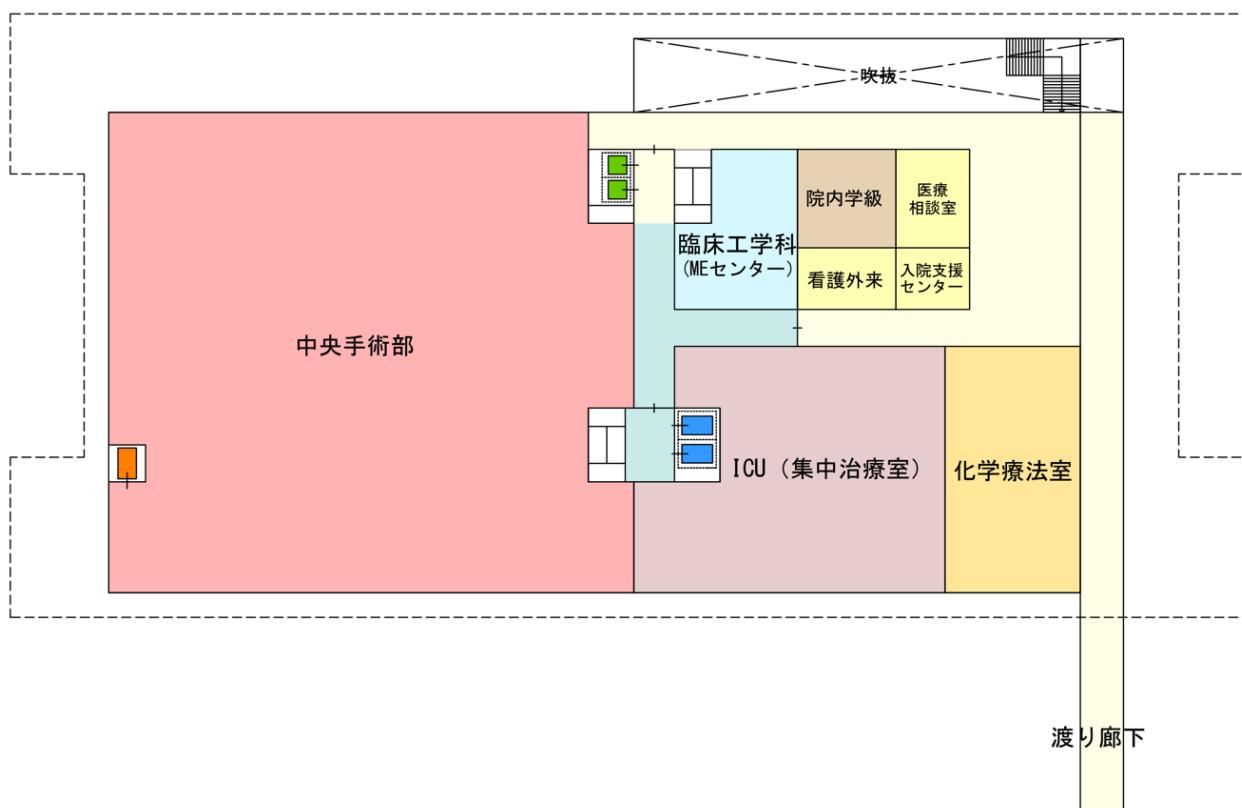 吹抜
院内学級
医療
相談室
臨床工学科
(MEセンター)
看護外来
入院支援
センター
中央手術部
ICU（集中治療室）
化学療法室
渡り廊下